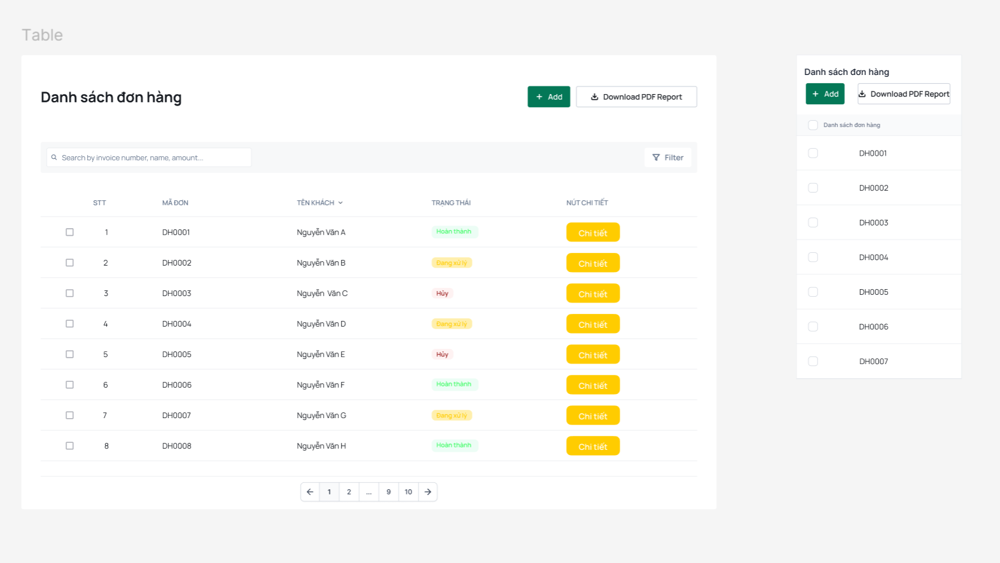 Table
Danh sách đơn hàng
+ Add
Download PDF Report
Search by invoice number, name, amount...
Filter
STT MÃ ĐƠN TÊN KHÁCH TRẠNG THÁI NÚT CHI TIẾT
1 DH0001 Nguyễn Văn A Hoàn thành Chi tiết
2 DH0002 Nguyễn Văn B Đang xử lý Chi tiết
3 DH0003 Nguyễn Văn C Hủy Chi tiết
4 DH0004 Nguyễn Văn D Đang xử lý Chi tiết
5 DH0005 Nguyễn Văn E Hủy Chi tiết
6 DH0006 Nguyễn Văn F Hoàn thành Chi tiết
7 DH0007 Nguyễn Văn G Đang xử lý Chi tiết
8 DH0008 Nguyễn Văn H Hoàn thành Chi tiết
← 1 2 ... 9 10 →
Danh sách đơn hàng
+ Add
Download PDF Report
Danh sách đơn hàng
DH0001
DH0002
DH0003
DH0004
DH0005
DH0006
DH0007